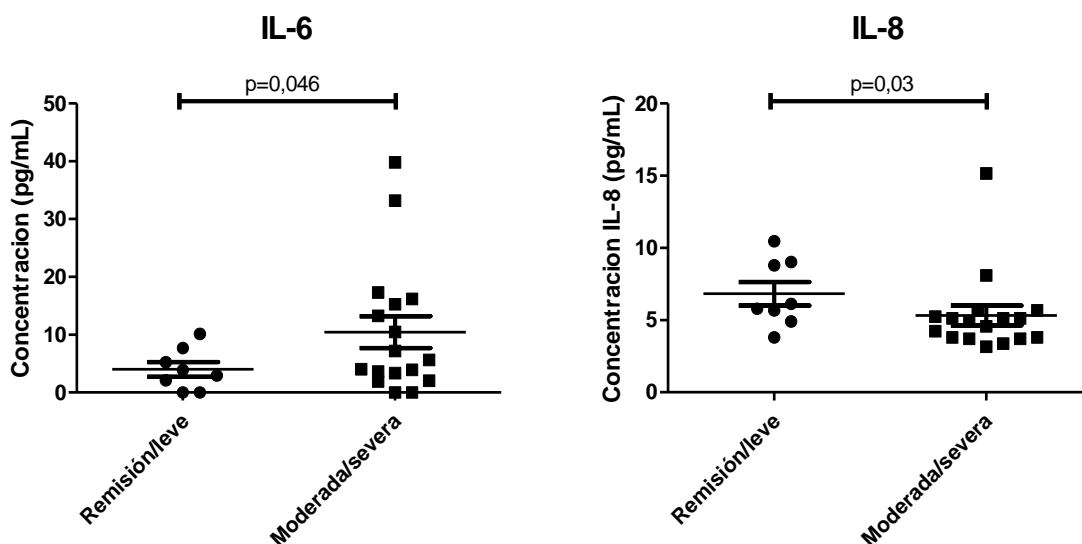 IL-6
p=0,046
Concentracion (pg/mL)
50
40
30
20
10
0
Remisión/leve
Moderada/severa
IL-8
p=0,03
Concentracion IL-8 (pg/mL)
20
15
10
5
0
Remisión/leve
Moderada/severa